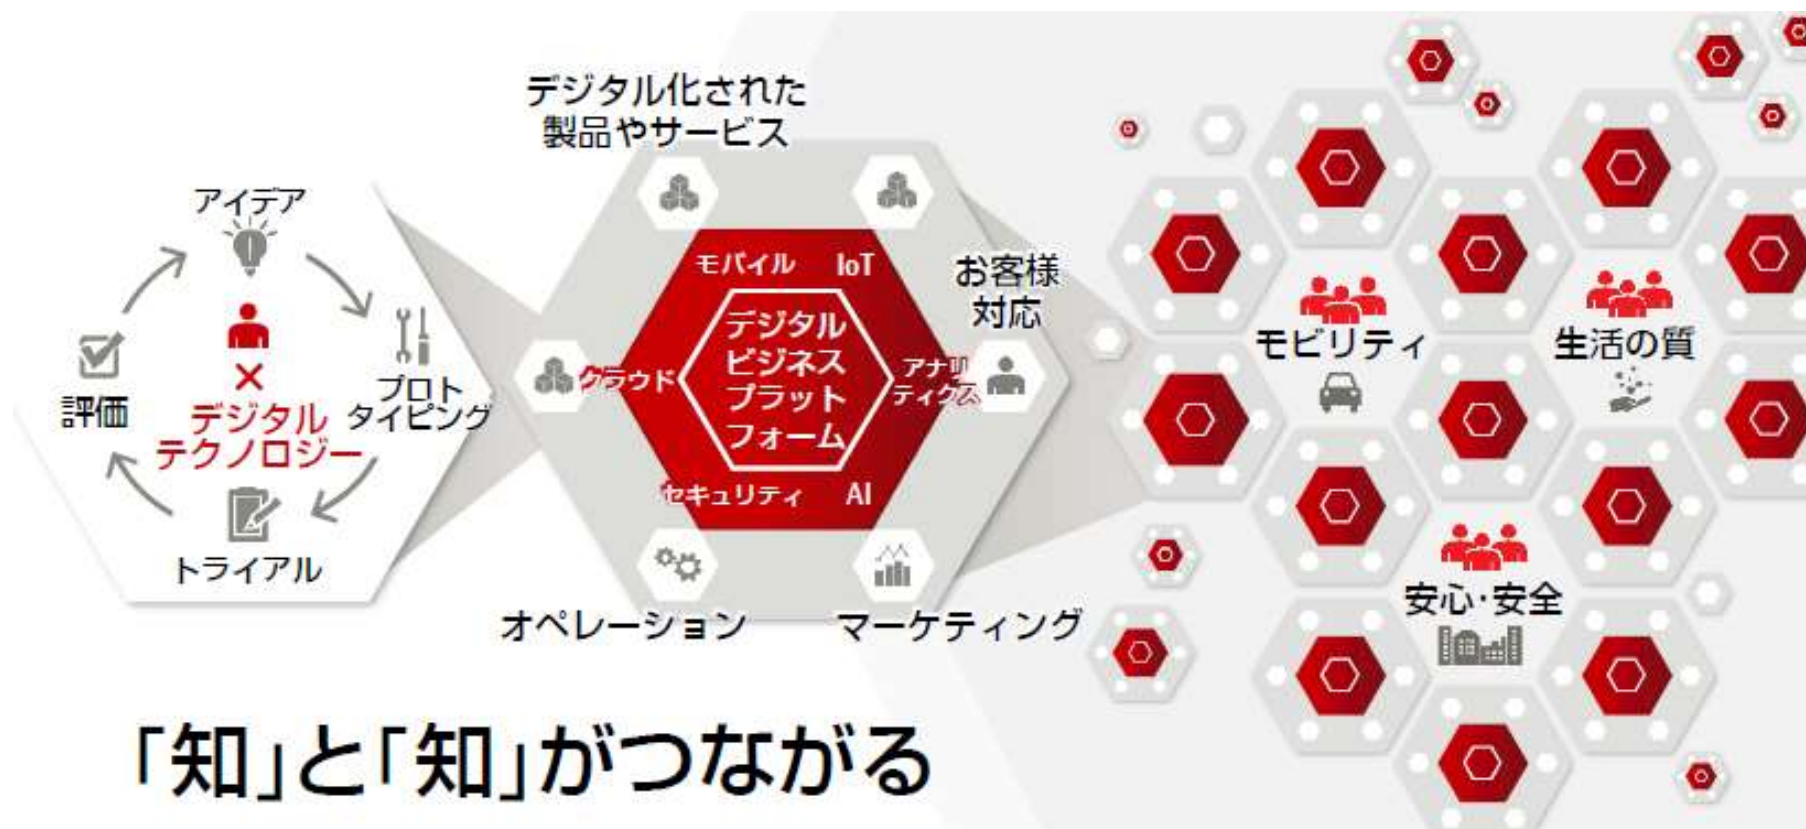 デジタル化された
製品やサービス
アイデア
プロト
タイピング
トライアル
評価
×
デジタル
テクノロジー
モバイル
IoT
お客様
対応
デジタル
ビジネス
プラット
フォーム
クラウド
アナリ
ティクス
セキュリティ
AI
オペレーション
マーケティング
モビリティ
生活の質
安心・安全
「知」と「知」がつながる